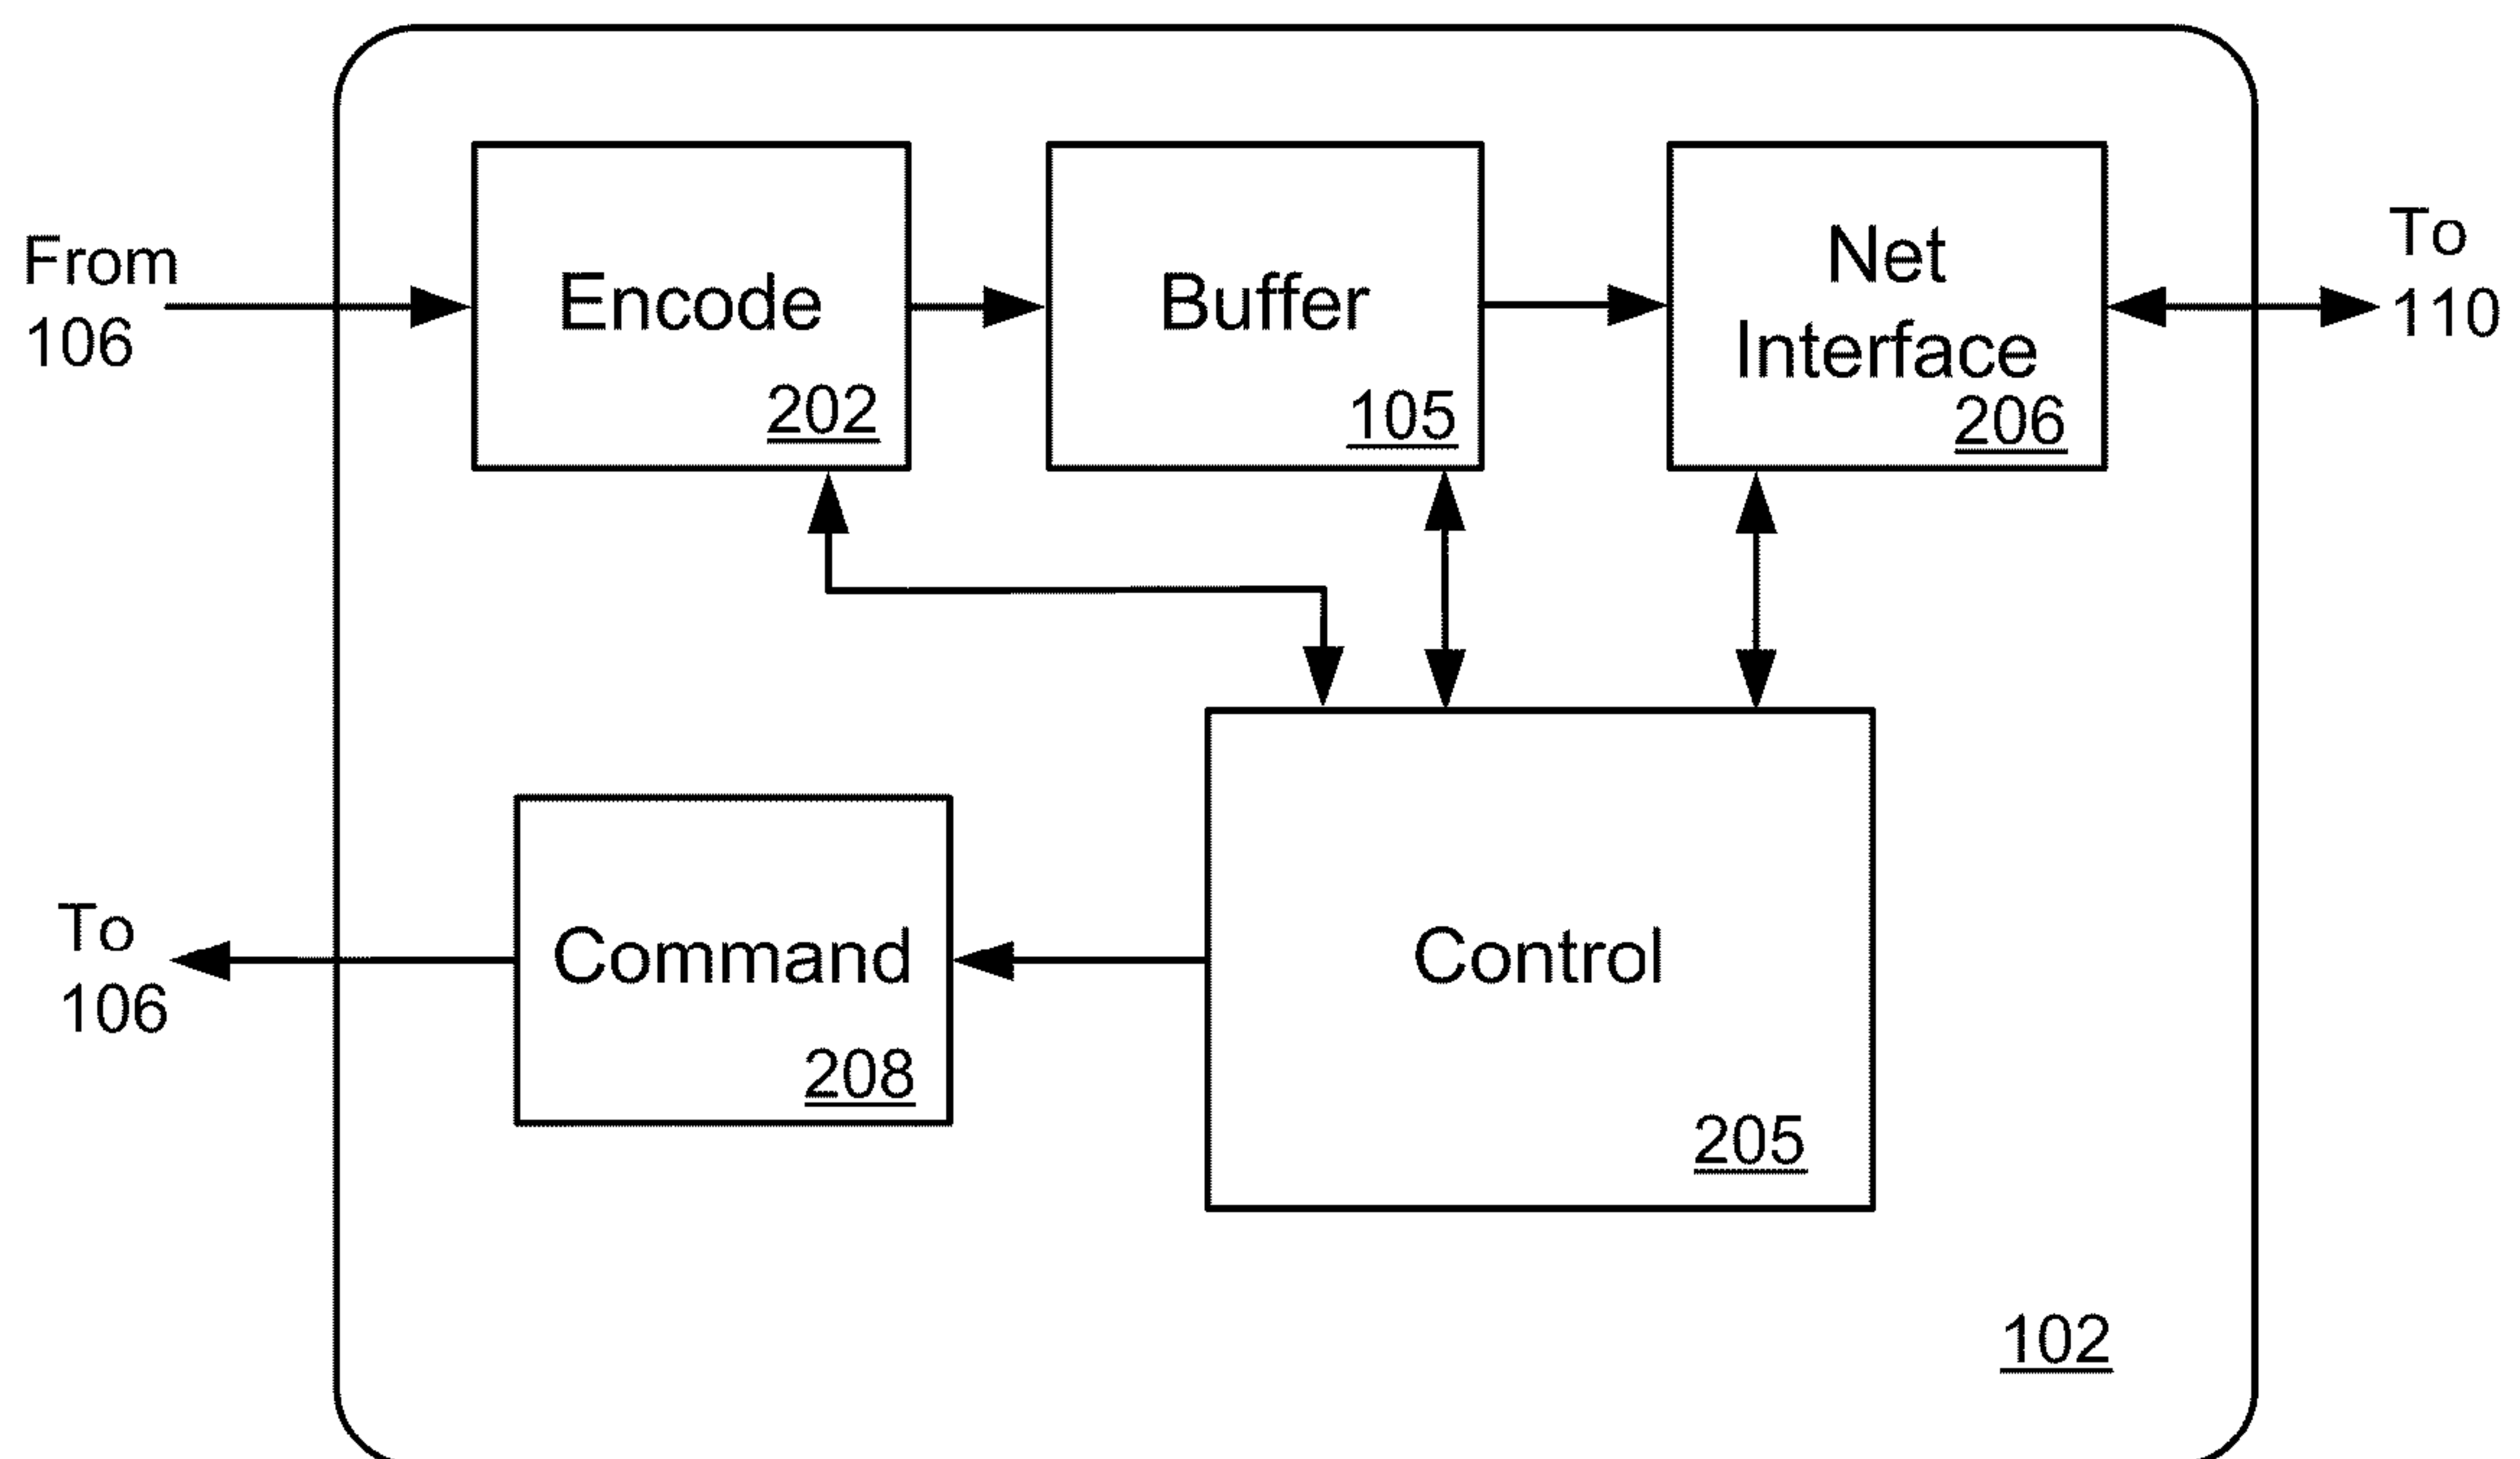 From
106
Encode
202
Buffer
105
Net
Interface
206
To
110
To
106
Command
208
Control
205
102